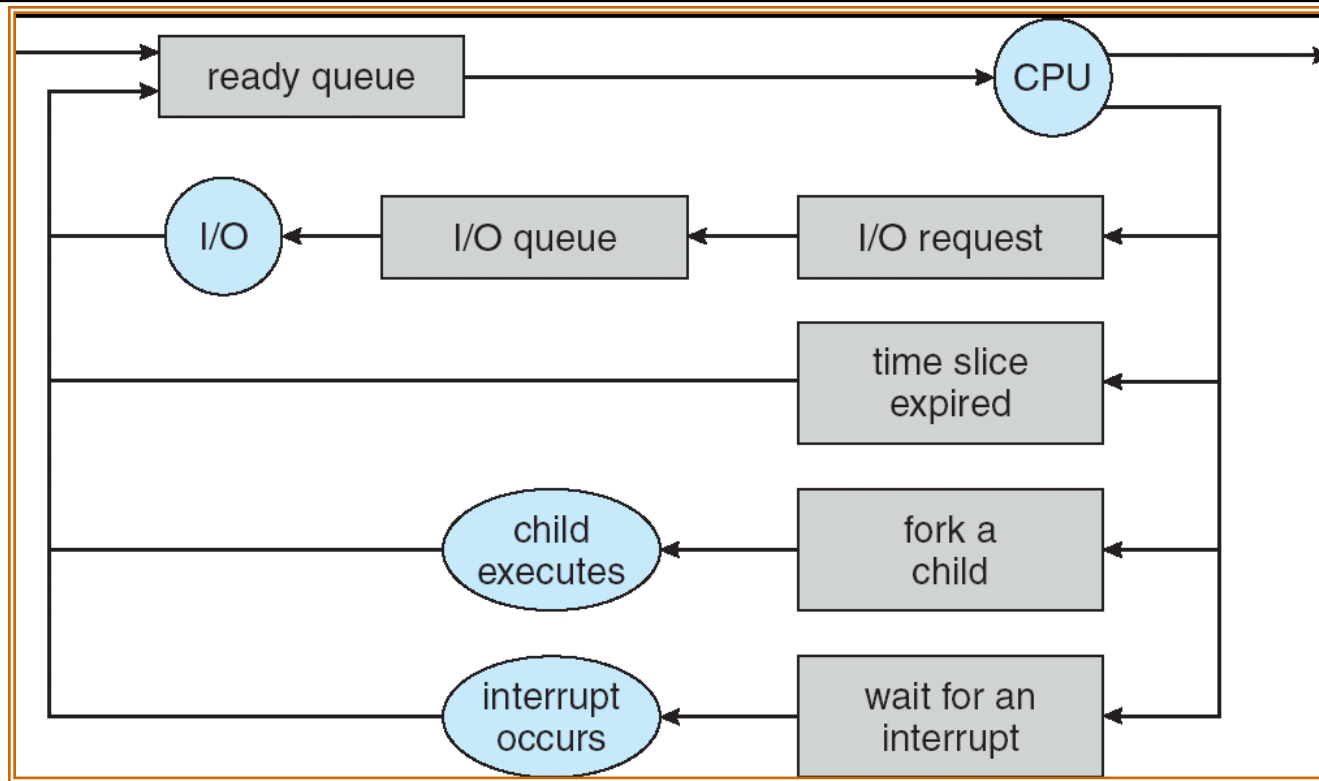 ready queue
CPU
I/O
I/O queue
I/O request
time slice
expired
child
executes
fork a
child
interrupt
occurs
wait for an
interrupt